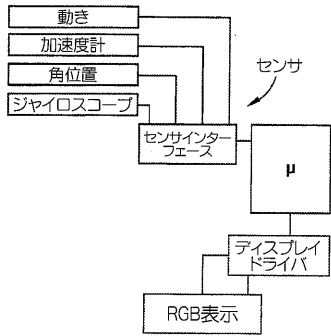 動き
加速度計
角位置
ジャイロスコープ
センサ
センサインター
フェース
μ
ディスプレイ
ドライバ
RGB表示